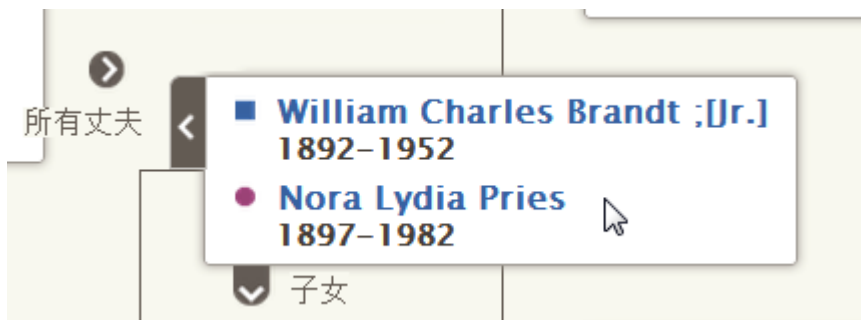 所有丈夫
William Charles Brandt ;[Jr.]
1892–1952
Nora Lydia Pries
1897–1982
子女